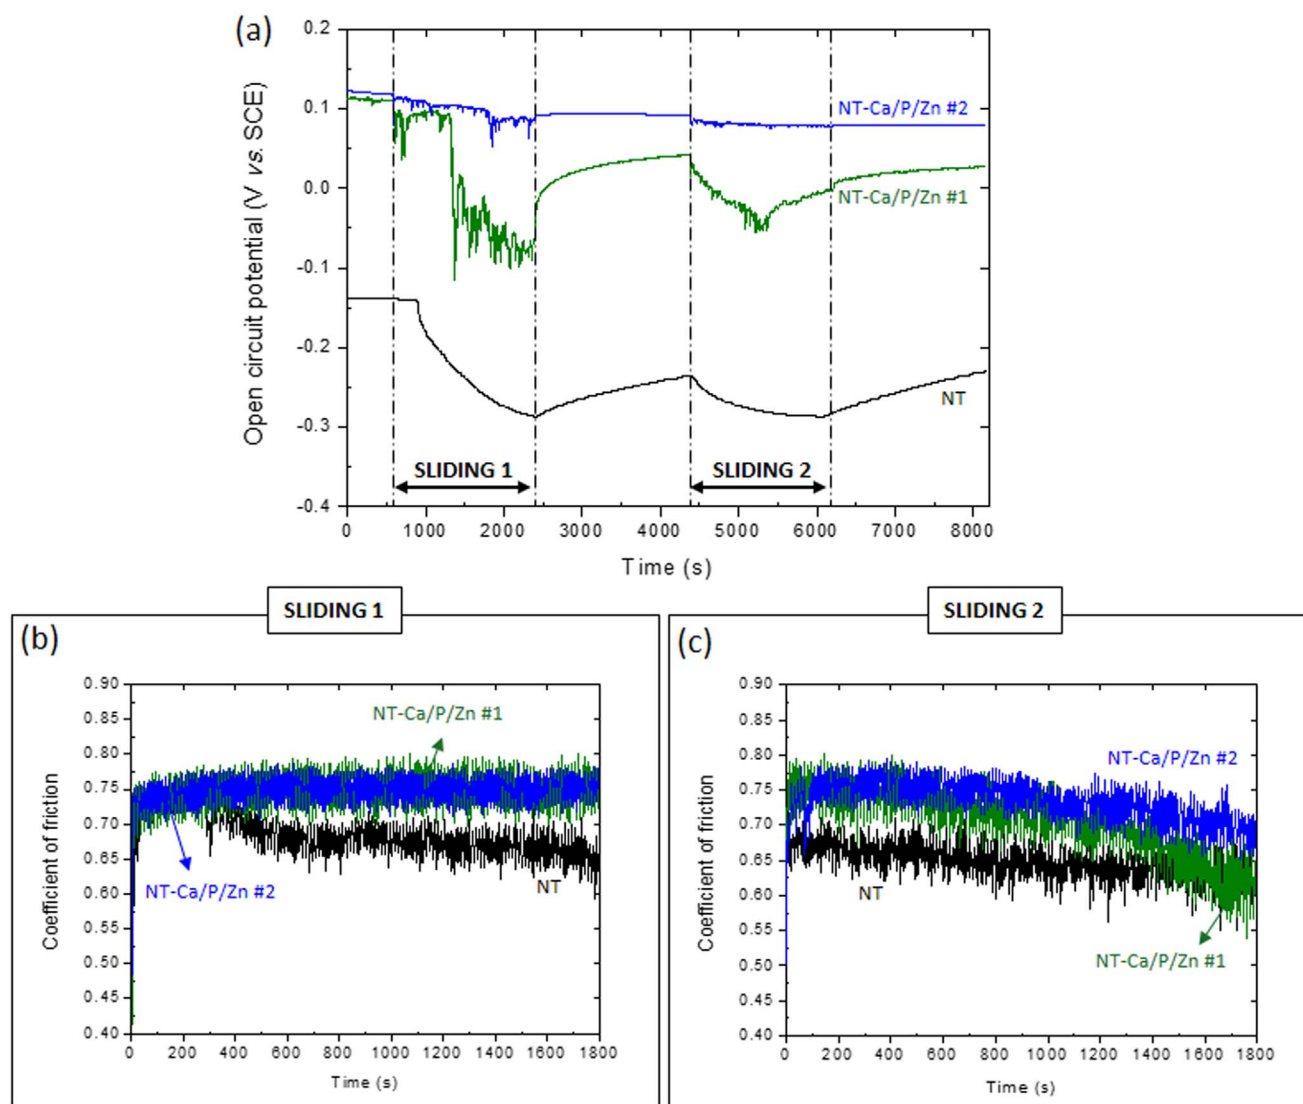 (a)
Open circuit potential (V vs. SCE)
0.2
0.1
0.0
-0.1
-0.2
-0.3
-0.4
NT-Ca/P/Zn #2
NT-Ca/P/Zn #1
NT
SLIDING 1
SLIDING 2
0 1000 2000 3000 4000 5000 6000 7000 8000
Time (s)
SLIDING 1
(b)
Coefficient of friction
0.90
0.85
0.80
0.75
0.70
0.65
0.60
0.55
0.50
0.45
0.40
NT-Ca/P/Zn #1
NT
NT-Ca/P/Zn #2
0 200 400 600 800 1000 1200 1400 1600 1800
Time (s)
SLIDING 2
(c)
Coefficient of friction
0.90
0.85
0.80
0.75
0.70
0.65
0.60
0.55
0.50
0.45
0.40
NT-Ca/P/Zn #2
NT
NT-Ca/P/Zn #1
0 200 400 600 800 1000 1200 1400 1600 1800
Time (s)